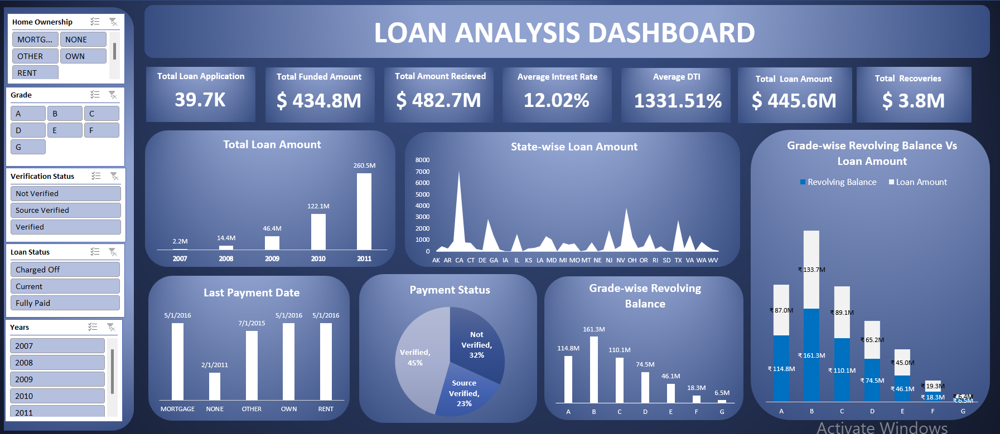 Home Ownership
MORTG...
NONE
OTHER
OWN
RENT
Grade
A
B
C
D
E
F
G
Verification Status
Not Verified
Source Verified
Verified
Loan Status
Charged Off
Current
Fully Paid
Years
2007
2008
2009
2010
2011
LOAN ANALYSIS DASHBOARD
Total Loan Application
39.7K
Total Funded Amount
$ 434.8M
Total Amount Recieved
$ 482.7M
Average Intrest Rate
12.02%
Average DTI
1331.51%
Total Loan Amount
$ 445.6M
Total Recoveries
$ 3.8M
Total Loan Amount
260.5M
122.1M
46.4M
14.4M
2.2M
2007 2008 2009 2010 2011
State-wise Loan Amount
8000
7000
6000
5000
4000
3000
2000
1000
0
AK AR CA CT DE GA IA IL KS LA MD MI MO MT NE NJ NV OH OR RI SD TX VA WA WV
Grade-wise Revolving Balance Vs
Loan Amount
Revolving Balance Loan Amount
₹ 133.7M
₹ 87.0M
₹ 89.1M
₹ 65.2M
₹ 161.3M
₹ 45.0M
₹ 114.8M
₹ 110.1M
₹ 74.5M
₹ 46.1M
₹ 19.3M
₹ 18.3M
₹ 6.4M
₹ 6.5M
A B C D E F G
Last Payment Date
5/1/2016
7/1/2015
5/1/2016
5/1/2016
2/1/2011
MORTGAGE NONE OTHER OWN RENT
Payment Status
Not
Verified,
32%
Verified,
45%
Source
Verified,
23%
Grade-wise Revolving
Balance
161.3M
114.8M
110.1M
74.5M
46.1M
18.3M
6.5M
A B C D E F G
Activate Windows